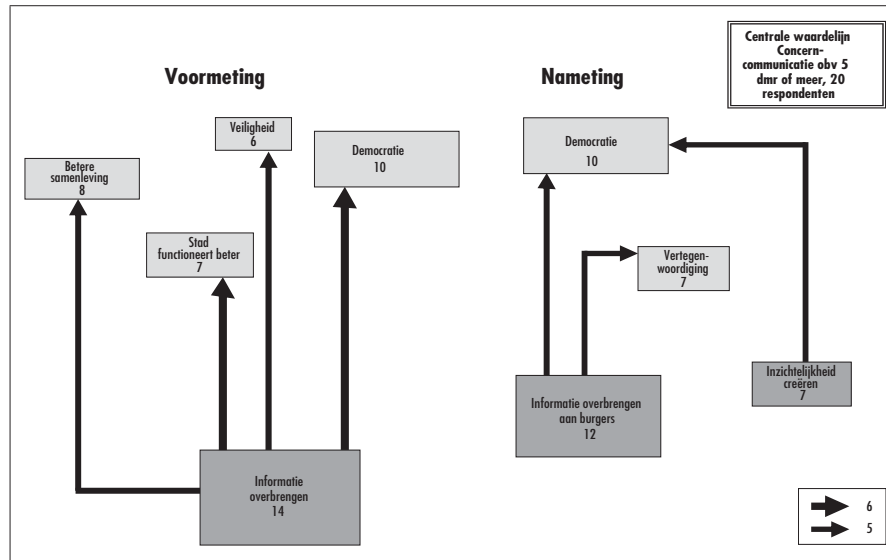 Centrale waardelijn
Concern-
communicatie obv 5
dmr of meer, 20
respondenten
Voormeting
Nameting
Veiligheid
6
Democratie
10
Betere
samenleving
8
Stad
functioneert beter
7
Informatie
overbrengen
14
Democratie
10
Vertegen-
woordiging
7
Inzichtelijkheid
creëren
7
Informatie overbrengen
aan burgers
12
6
5